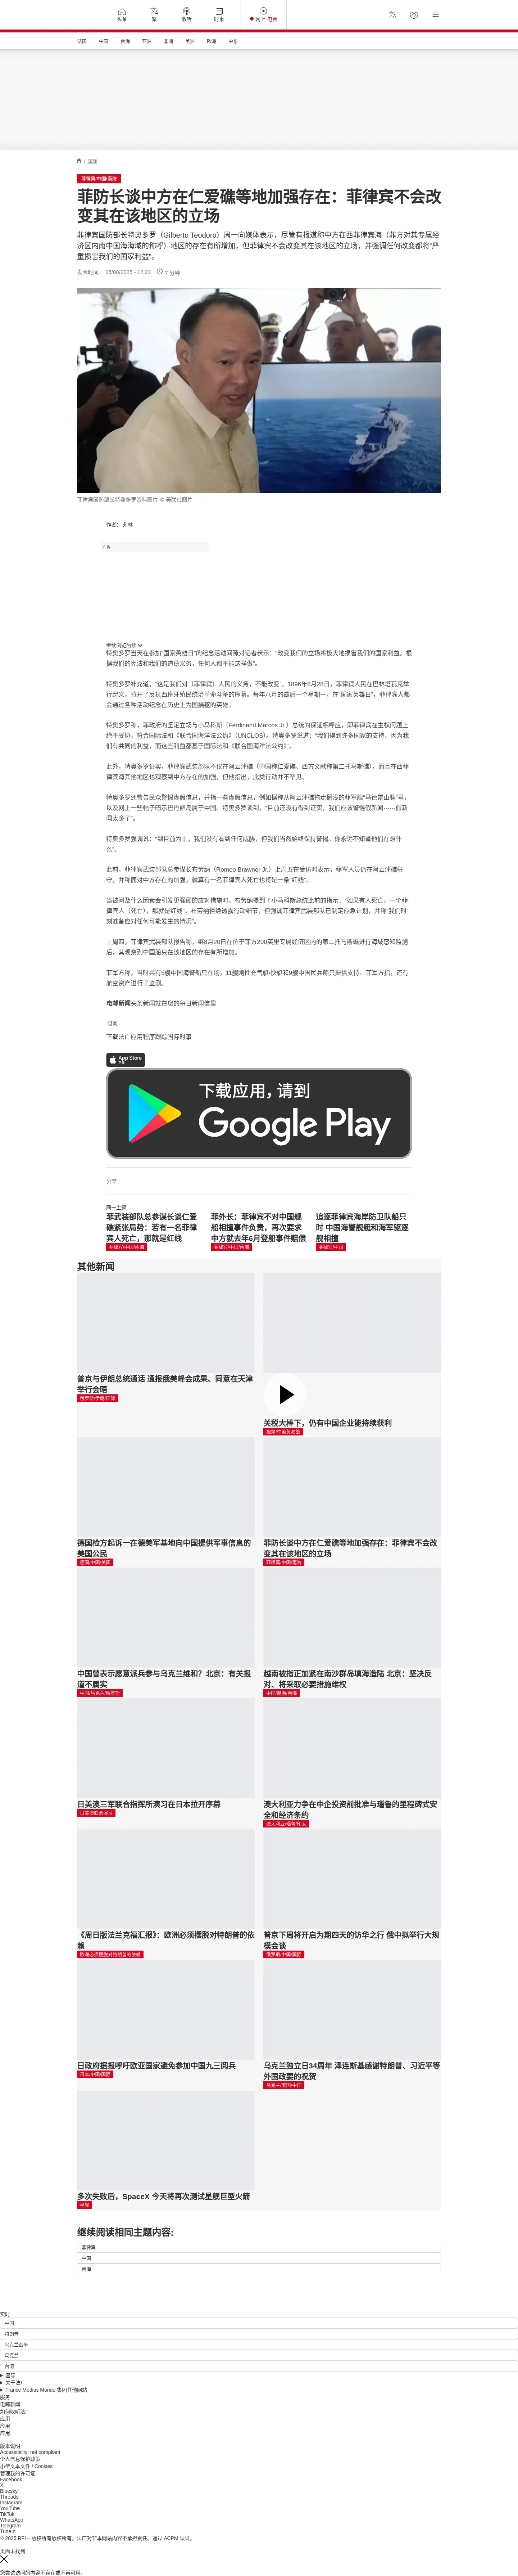 头条
繁
收听
时事
网上 电台
法国
中国
台海
亚洲
非洲
美洲
欧洲
中东
国际
菲律宾/中国/南海
菲防长谈中方在仁爱礁等地加强存在：菲律宾不会改
变其在该地区的立场
菲律宾国防部长特奥多罗（Gilberto Teodoro）周一向媒体表示，尽管有报道称中方在西菲律宾海（菲方对其专属经
济区内南中国海海域的称呼）地区的存在有所增加，但菲律宾不会改变其在该地区的立场，并强调任何改变都将“严
重损害我们的国家利益”。
发表时间： 25/08/2025 - 12:23
7 分钟
菲律宾国防部长特奥多罗资料图片 © 美联社图片
作者： 弗林
广告
继续浏览后续
特奥多罗当天在参加“国家英雄日”的纪念活动间隙对记者表示：“改变我们的立场将极大地损害我们的国家利益。根
据我们的宪法和我们的道德义务，任何人都不能这样做”。
特奥多罗补充道，“这是我们对（菲律宾）人民的义务，不能改变”。1896年8月28日，菲律宾人民在巴林塔瓦克举
行起义，拉开了反抗西班牙殖民统治革命斗争的序幕。每年八月的最后一个星期一，在“国家英雄日”，菲律宾人都
会通过各种活动纪念在历史上为国捐躯的英雄。
特奥多罗称，菲政府的坚定立场与小马科斯（Ferdinand Marcos Jr.）总统的保证相呼应，即菲律宾在主权问题上
绝不妥协，符合国际法和《联合国海洋法公约》（UNCLOS）。特奥多罗说道：“我们得到许多国家的支持，因为我
们有共同的利益，而这些利益都基于国际法和《联合国海洋法公约》”。
此外，特奥多罗证实，菲律宾武装部队不仅在阿云津礁（中国称仁爱礁、西方文献称第二托马斯礁），而且在西菲
律宾海其他地区也观察到中方存在的加强，但他指出，此类行动并不罕见。
特奥多罗还警告民众警惕虚假信息，并指一些虚假信息，例如据称从阿云津礁拖走搁浅的菲军舰“马德雷山脉”号，
以及网上一些帖子暗示巴丹群岛属于中国。特奥多罗谈到，“目前还没有得到证实，我们应该警惕假新闻……假新
闻太多了”。
特奥多罗强调说：“到目前为止，我们没有看到任何威胁，但我们当然始终保持警惕。你永远不知道他们在想什
么”。
此前，菲律宾武装部队总参谋长布劳纳（Romeo Brawner Jr.）上周五在受访时表示，菲军人员仍在阿云津礁驻
守，并称面对中方存在的加强，就算有一名菲律宾人死亡也将是一条“红线”。
当被问及什么因素会引发更强硬的应对措施时，布劳纳提到了小马科斯总统此前的指示：“如果有人死亡，一个菲
律宾人（死亡），那就是红线”。布劳纳拒绝透露行动细节，但强调菲律宾武装部队已制定应急计划，并称“我们时
刻准备应对任何可能发生的情况”。
上周四，菲律宾武装部队报告称，继8月20日在位于菲方200英里专属经济区内的第二托马斯礁进行海域感知监测
后，其观察到中国船只在该地区的存在有所增加。
菲军方称，当时共有5艘中国海警船只在场，11艘刚性充气艇/快艇和9艘中国民兵船只提供支持。菲军方指，还有
航空资产进行了监测。
电邮新闻头条新闻就在您的每日新闻信里
订阅
下载法广应用程序跟踪国际时事
App Store
下载应用，请到
Google Play
分享 :
同一主题
菲武装部队总参谋长谈仁爱
礁紧张局势：若有一名菲律
宾人死亡，那就是红线
菲律宾/中国/南海
菲外长：菲律宾不对中国舰
船相撞事件负责，再次要求
中方就去年6月登船事件赔偿
菲律宾/中国/南海
追逐菲律宾海岸防卫队船只
时 中国海警舰艇和海军驱逐
舰相撞
菲律宾/中国
其他新闻
普京与伊朗总统通话 通报俄美峰会成果、同意在天津
举行会晤
俄罗斯/伊朗/国际
关税大棒下，仍有中国企业能持续获利
视频/中美贸易战
德国检方起诉一在德美军基地向中国提供军事信息的
美国公民
德国/中国/美国
菲防长谈中方在仁爱礁等地加强存在：菲律宾不会改
变其在该地区的立场
菲律宾/中国/南海
中国曾表示愿意派兵参与乌克兰维和？北京：有关报
道不属实
中国/乌克兰/俄罗斯
越南被指正加紧在南沙群岛填海造陆 北京：坚决反
对、将采取必要措施维权
中国/越南/南海
日美澳三军联合指挥所演习在日本拉开序幕
日美澳联合演习
澳大利亚力争在中企投资前批准与瑙鲁的里程碑式安
全和经济条约
澳大利亚/瑙鲁/印太
《周日版法兰克福汇报》：欧洲必须摆脱对特朗普的依
赖
欧洲必须摆脱对特朗普的依赖
普京下周将开启为期四天的访华之行 俄中拟举行大规
模会谈
俄罗斯/中国/国际
日政府据报呼吁欧亚国家避免参加中国九三阅兵
日本/中国/国际
乌克兰独立日34周年 泽连斯基感谢特朗普、习近平等
外国政要的祝贺
乌克兰/美国/中国
多次失败后，SpaceX 今天将再次测试星舰巨型火箭
星舰
继续阅读相同主题内容:
菲律宾
中国
南海
实时
中国
特朗普
乌克兰战争
乌克兰
台湾
国际
关于法广
France Médias Monde 集团其他网站
服务
电邮新闻
如何收听法广
应用
应用
应用
版本说明
Accessibility: not compliant
个人信息保护政策
小型文本文件 / Cookies
管理我的许可证
Facebook
X
Bluesky
Threads
Instagram
YouTube
TikTok
WhatsApp
Telegram
TuneIn
© 2025 RFI – 版权所有版权所有。法广对非本网站内容不承担责任。通过 ACPM 认证。
页面未找到
您尝试访问的内容不存在或不再可用。